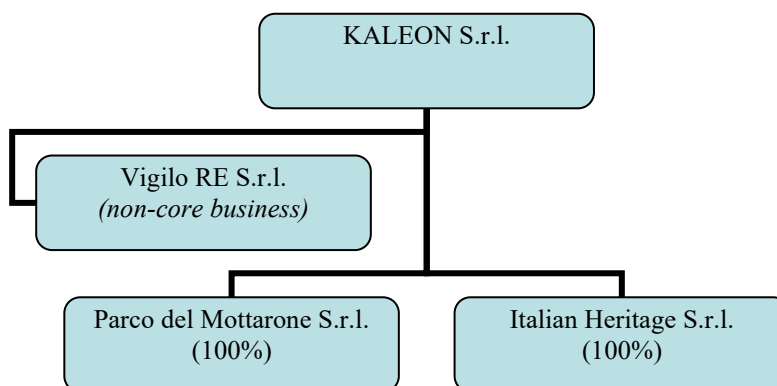 KALEON S.r.l.
Vigilo RE S.r.l.
(non-core business)
Parco del Mottarone S.r.l.
(100%)
Italian Heritage S.r.l.
(100%)